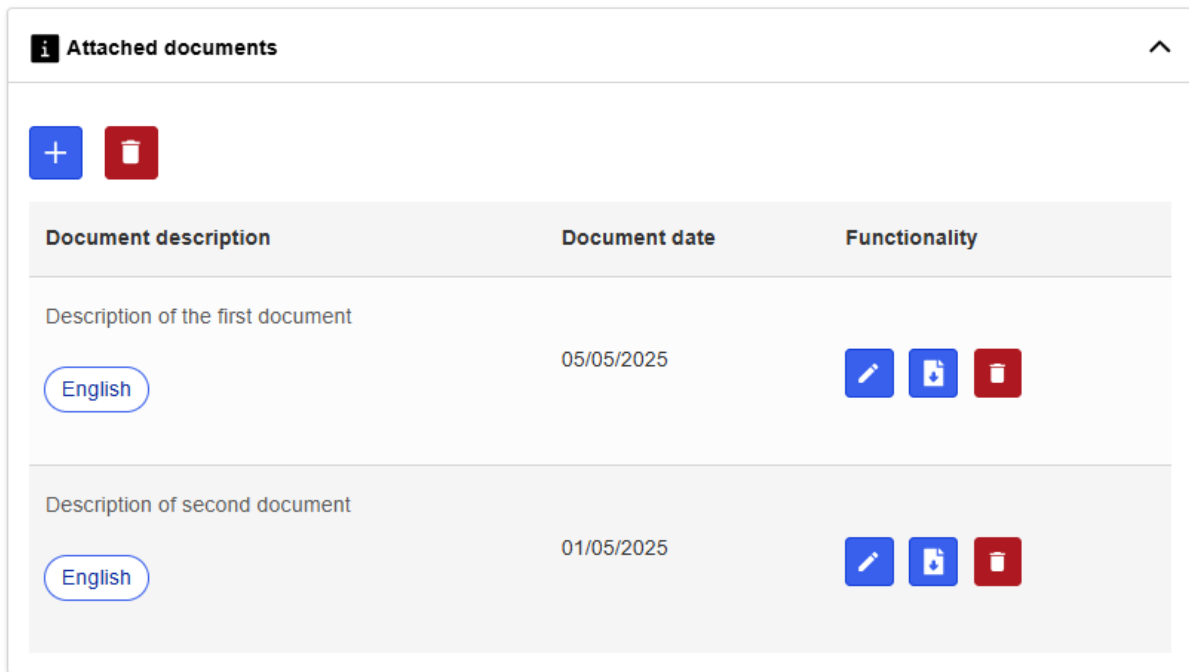 i Attached documents
Document description Document date Functionality
Description of the first document
05/05/2025
English
Description of second document
01/05/2025
English